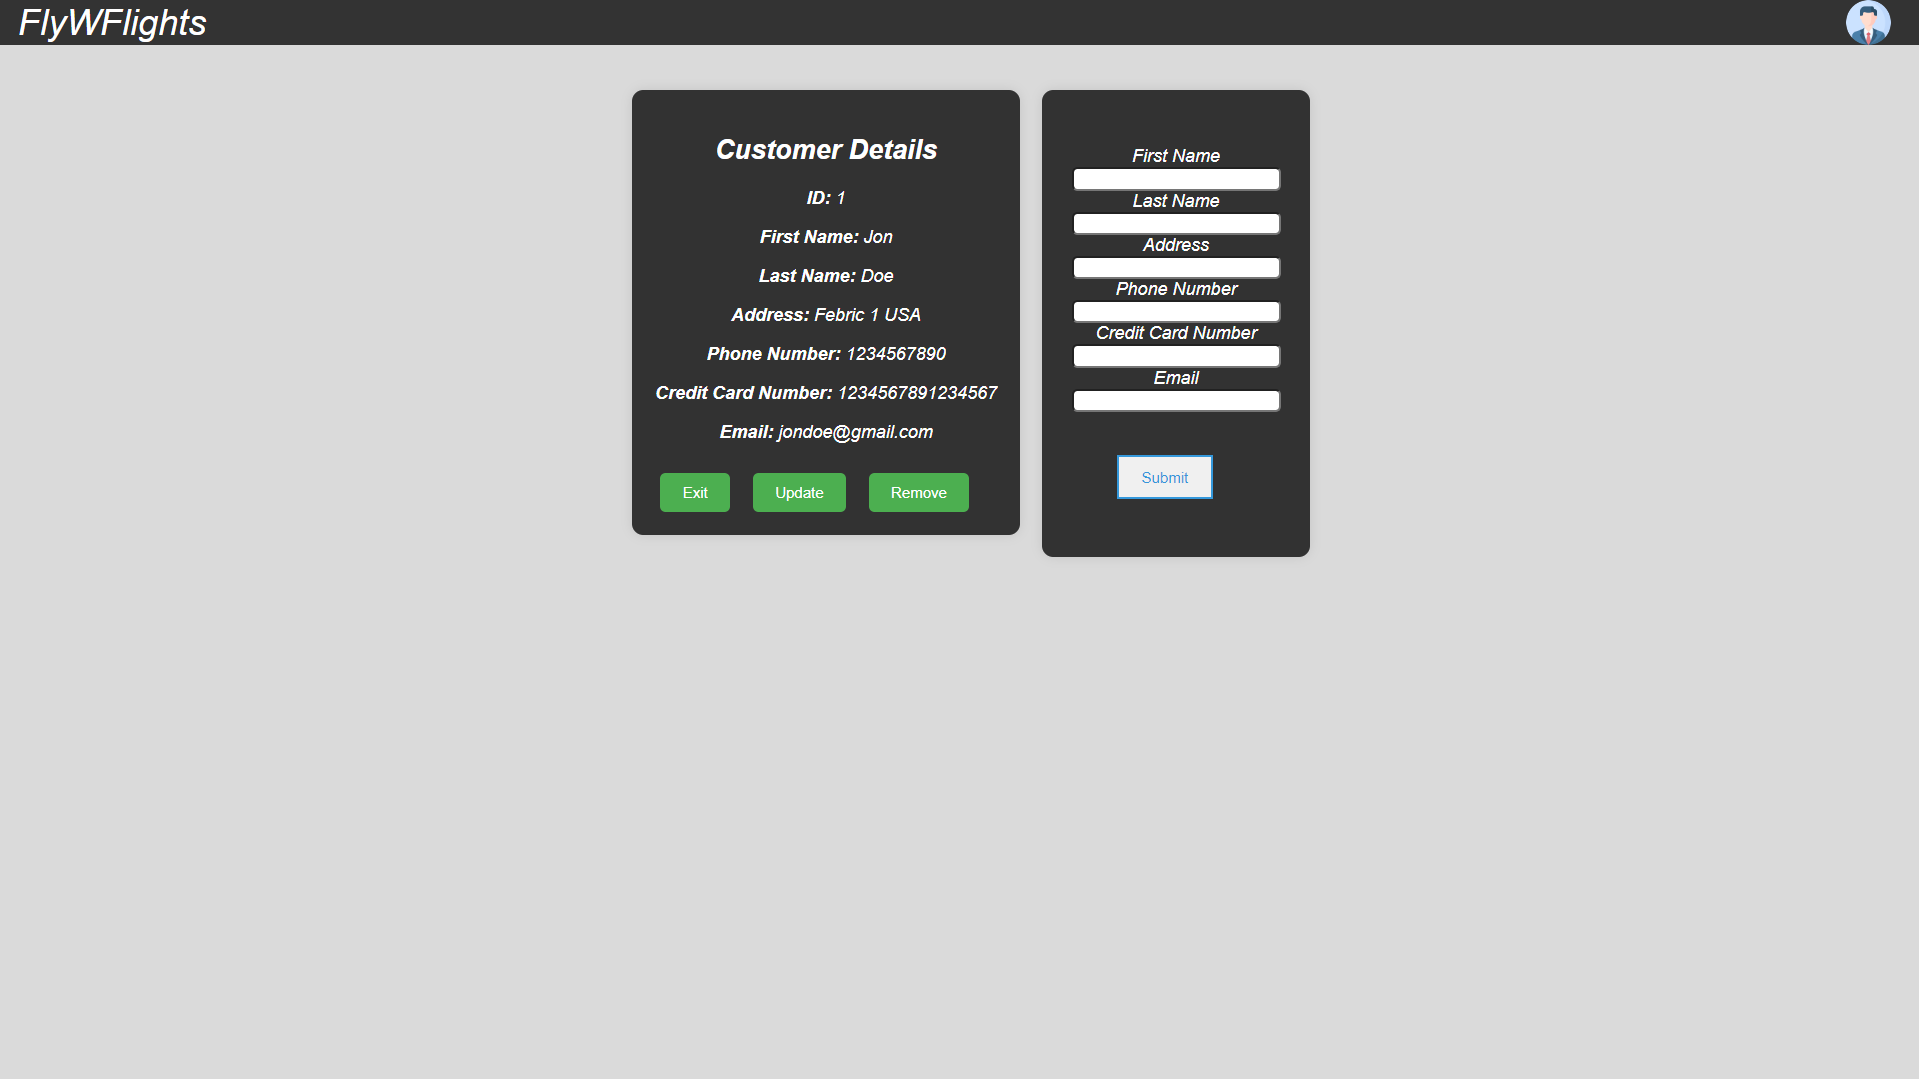 FlyWFlights
Customer Details
ID: 1
First Name: Jon
Last Name: Doe
Address: Febric 1 USA
Phone Number: 1234567890
Credit Card Number: 1234567891234567
Email: jondoe@gmail.com
Exit
Update
Remove
First Name
Last Name
Address
Phone Number
Credit Card Number
Email
Submit